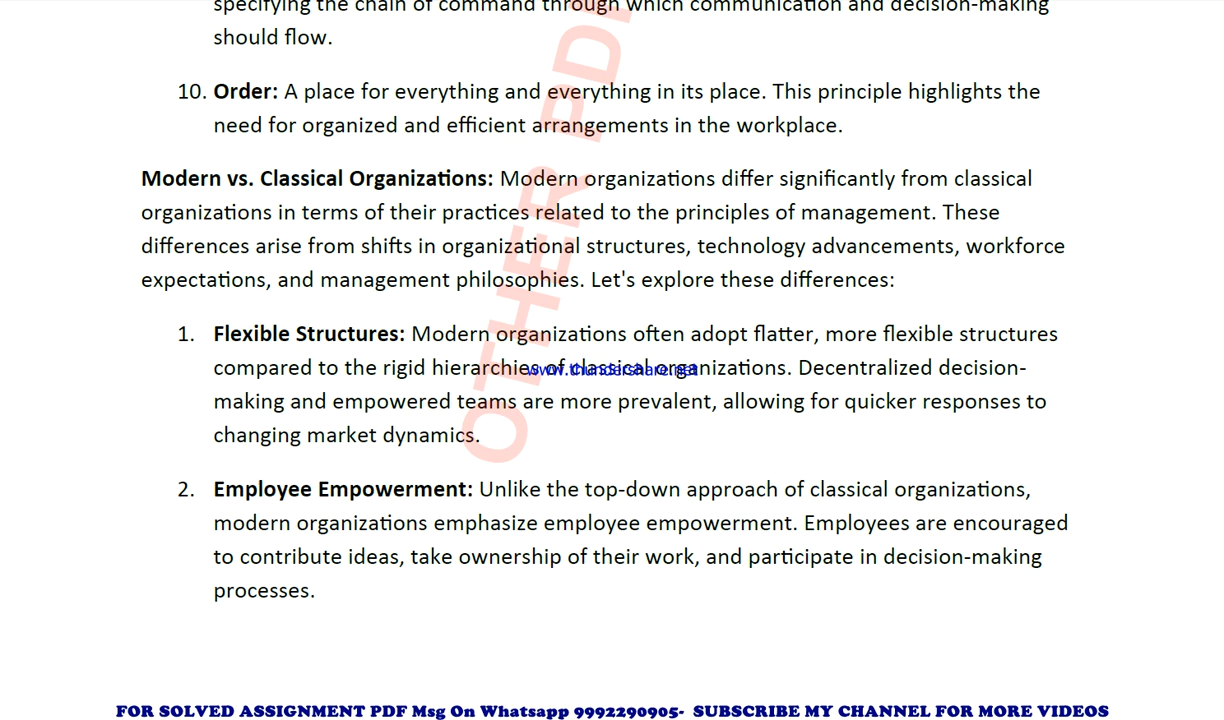 specifying the chain of command through which communication and decision-making
should flow.
10. Order: A place for everything and everything in its place. This principle highlights the
need for organized and efficient arrangements in the workplace.
Modern vs. Classical Organizations: Modern organizations differ significantly from classical
organizations in terms of their practices related to the principles of management. These
differences arise from shifts in organizational structures, technology advancements, workforce
expectations, and management philosophies. Let's explore these differences:
1. Flexible Structures: Modern organizations often adopt flatter, more flexible structures
compared to the rigid hierarchies of classical organizations. Decentralized decision-
www.thundershare.net
making and empowered teams are more prevalent, allowing for quicker responses to
changing market dynamics.
2. Employee Empowerment: Unlike the top-down approach of classical organizations,
modern organizations emphasize employee empowerment. Employees are encouraged
to contribute ideas, take ownership of their work, and participate in decision-making
processes.
OTHER PDF
FOR SOLVED ASSIGNMENT PDF Msg On Whatsapp 9992290905- SUBSCRIBE MY CHANNEL FOR MORE VIDEOS